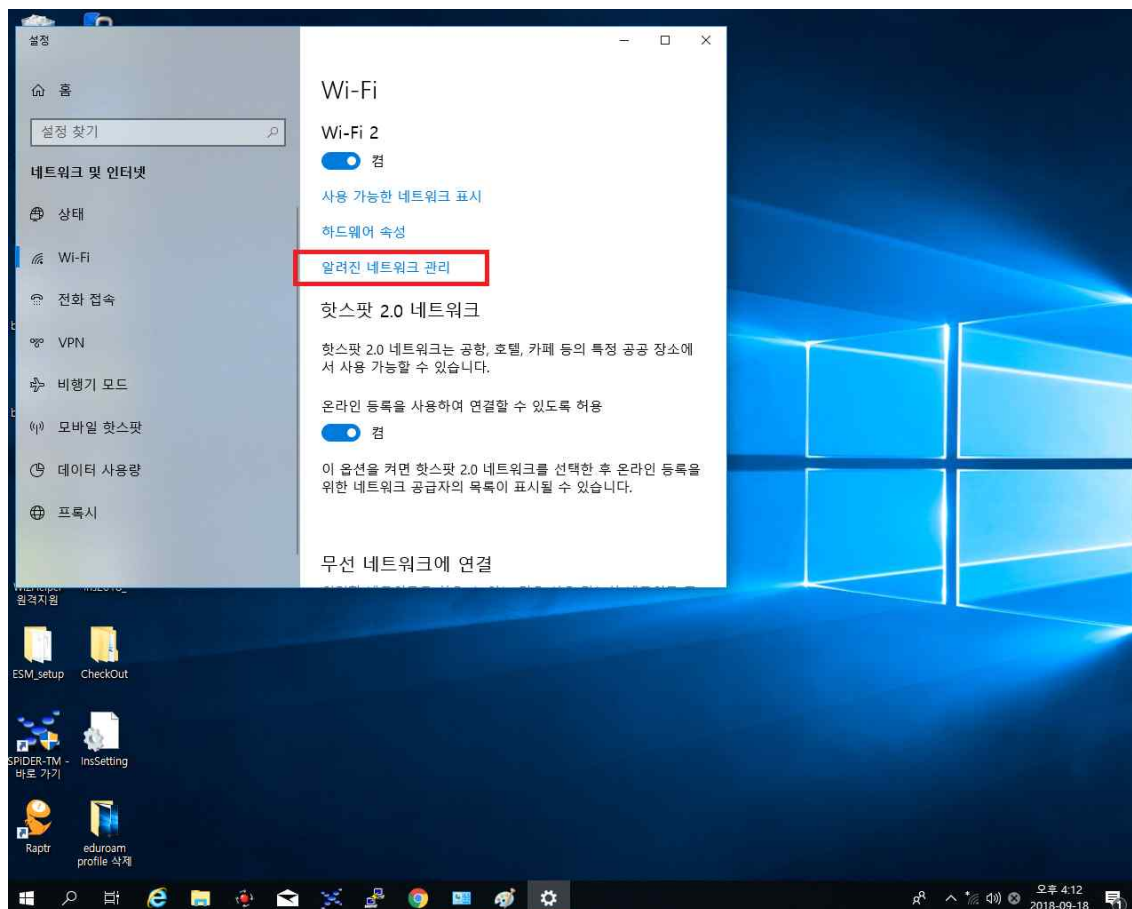 설정
홈
설정 찾기
네트워크 및 인터넷
상태
Wi-Fi
전화 접속
VPN
비행기 모드
모바일 핫스팟
데이터 사용량
프록시
Wi-Fi
Wi-Fi 2
켬
사용 가능한 네트워크 표시
하드웨어 속성
알려진 네트워크 관리
핫스팟 2.0 네트워크
핫스팟 2.0 네트워크는 공항, 호텔, 카페 등의 특정 공공 장소에
서 사용 가능할 수 있습니다.
온라인 등록을 사용하여 연결할 수 있도록 허용
켬
이 옵션을 켜면 핫스팟 2.0 네트워크를 선택한 후 온라인 등록을
위한 네트워크 공급자의 목록이 표시될 수 있습니다.
무선 네트워크에 연결
원격지원
ESM_setup
CheckOut
SPiDER-TM -
바로 가기
InsSetting
Raptr
eduroam
profile 삭제
오후 4:12
2018-09-18
1